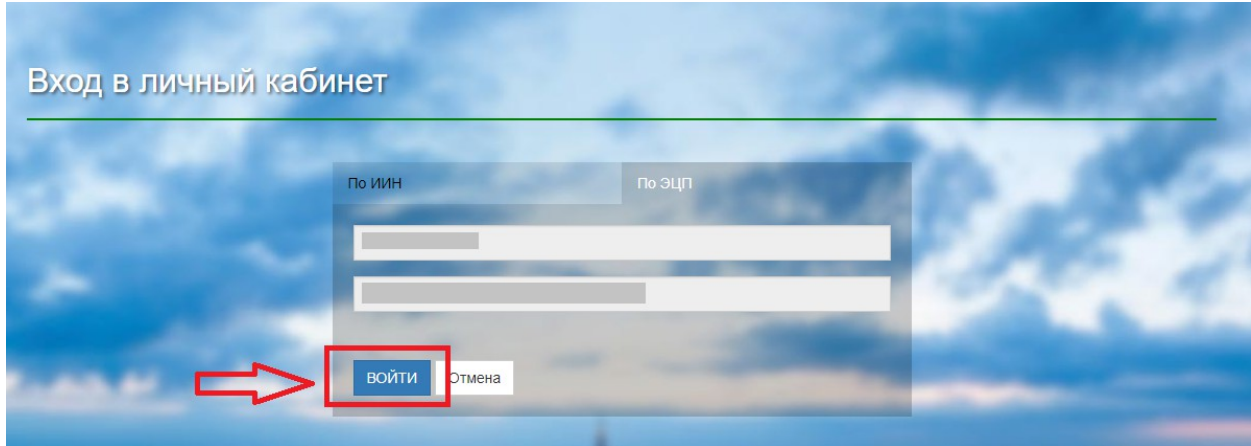 Вход в личный кабинет
По ИИН
По ЭЦП
ВОЙТИ Отмена